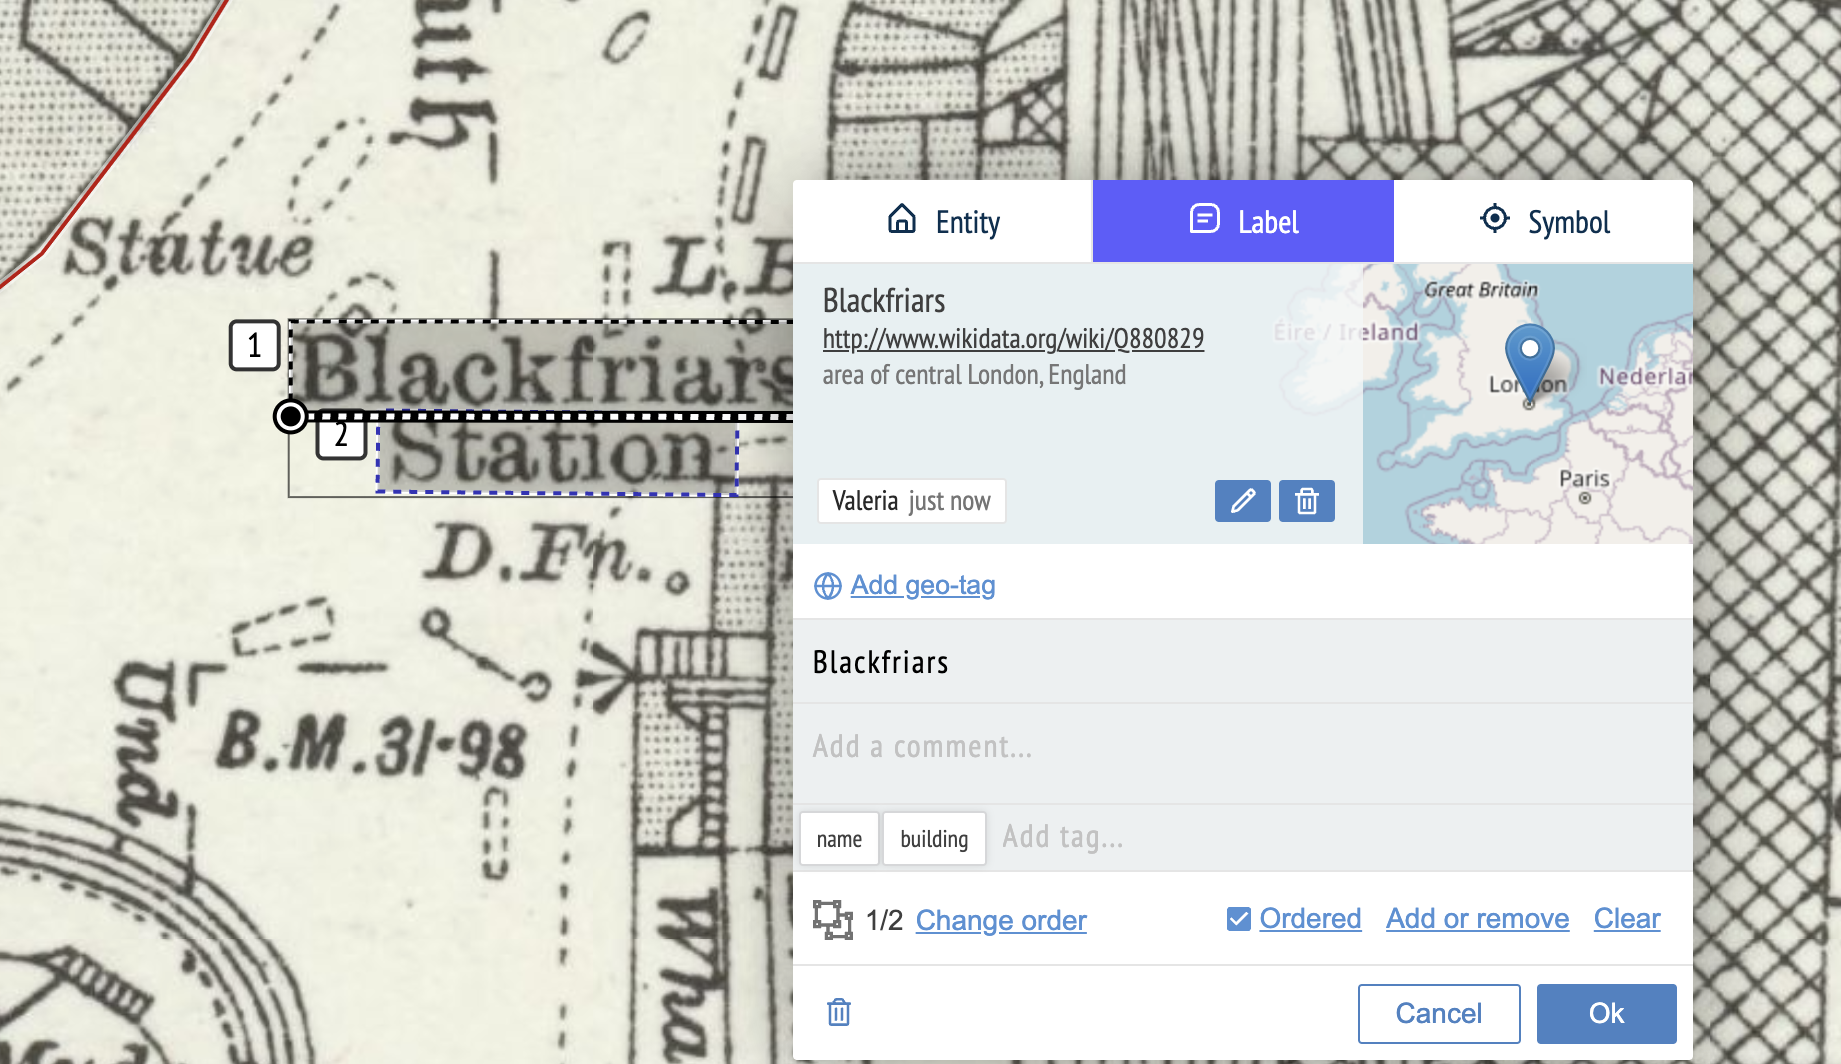 uth
Statue
L.B
1
Blackfriars
2
Station
D.Fn.
Und
B.M.31·98
Wha
Entity
Label
Symbol
Blackfriars
http://www.wikidata.org/wiki/Q880829
area of central London, England
Great Britain
Éire / Ireland
London
Nederlan
Paris
Valeria just now
Add geo-tag
Blackfriars
Add a comment...
name building Add tag...
1/2 Change order Ordered Add or remove Clear
Cancel Ok